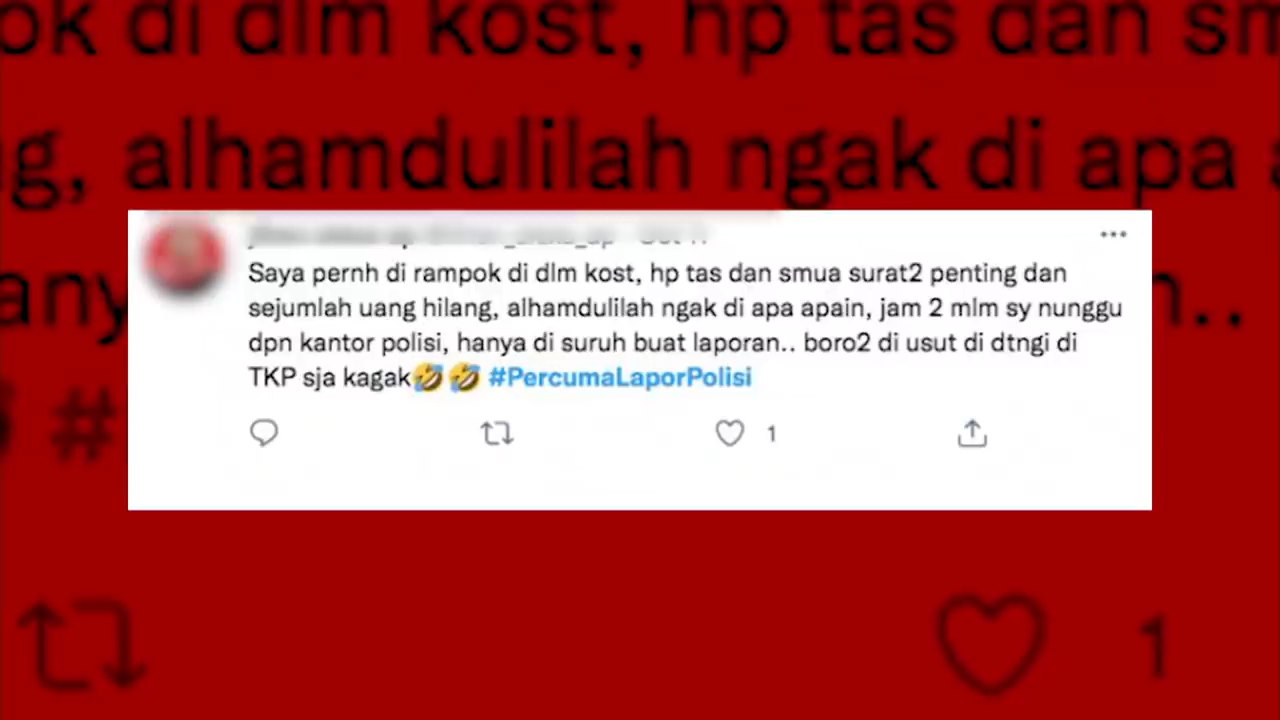 ok di dlm kost, hp tas dan sm
ng, alhamdulilah ngak di apa a
Saya pernh di rampok di dlm kost, hp tas dan smua surat2 penting dan
sejumlah uang hilang, alhamdulilah ngak di apa apain, jam 2 mlm sy nunggu
dpn kantor polisi, hanya di suruh buat laporan.. boro2 di usut di dtngi di
TKP sja kagak🤣🤣 #PercumaLaporPolisi
1
any
n..
#
1